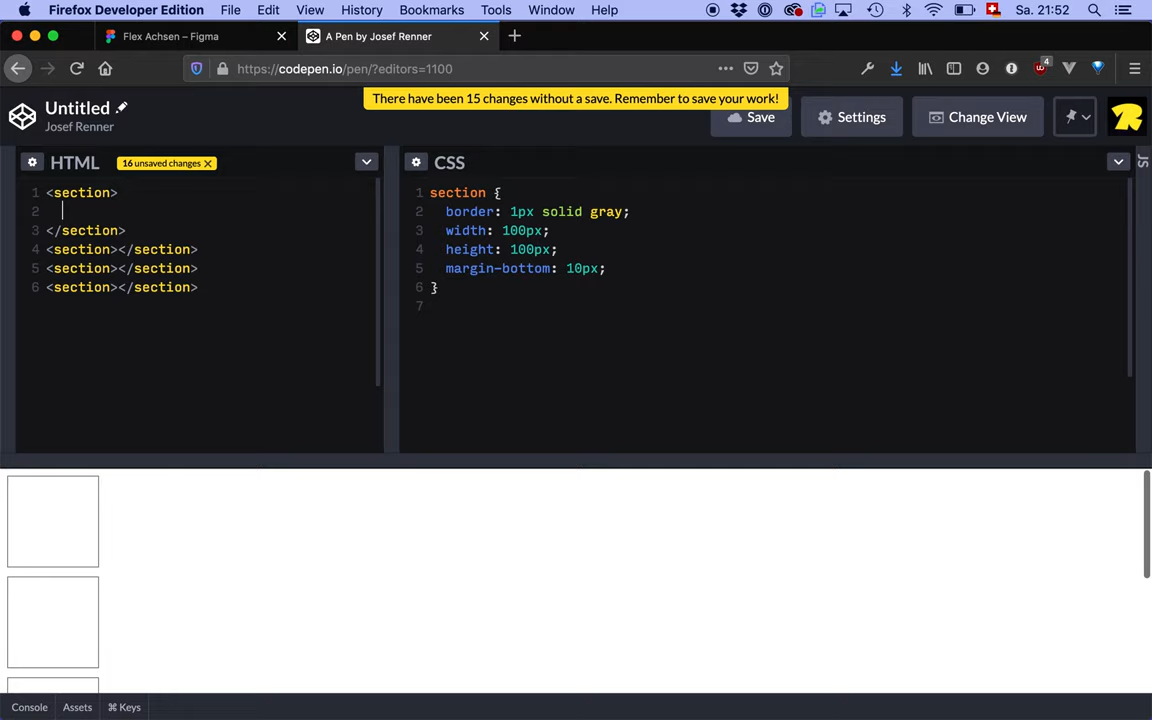 Firefox Developer Edition File Edit View History Bookmarks Tools Window Help Sa. 21:52
Flex Achsen – Figma
A Pen by Josef Renner
https://codepen.io/pen/?editors=1100
4
There have been 15 changes without a save. Remember to save your work!
Untitled
Josef Renner
Save
Settings
Change View
HTML
16 unsaved changes ×
1 <section>
2
3 </section>
4 <section></section>
5 <section></section>
6 <section></section>
CSS
1 section {
2 border: 1px solid gray;
3 width: 100px;
4 height: 100px;
5 margin-bottom: 10px;
6 }
7
JS
Console Assets ⌘ Keys